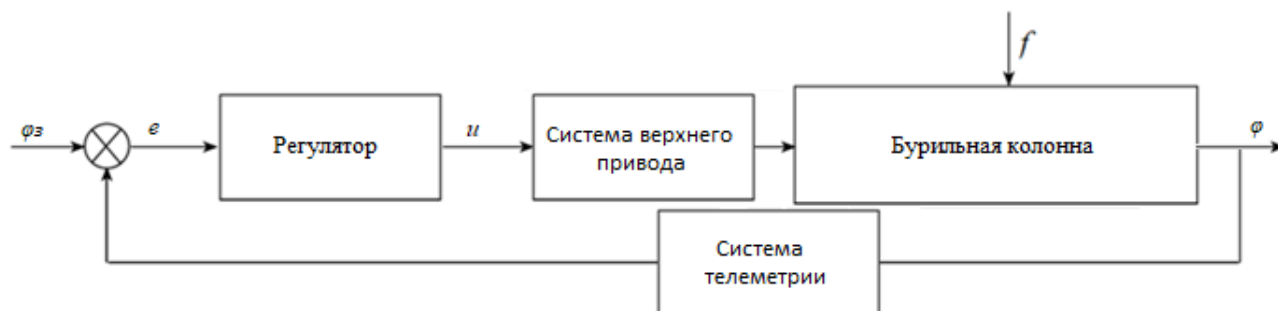 f
φз
e
Регулятор
u
Система верхнего
привода
Бурильная колонна
φ
Система
телеметрии